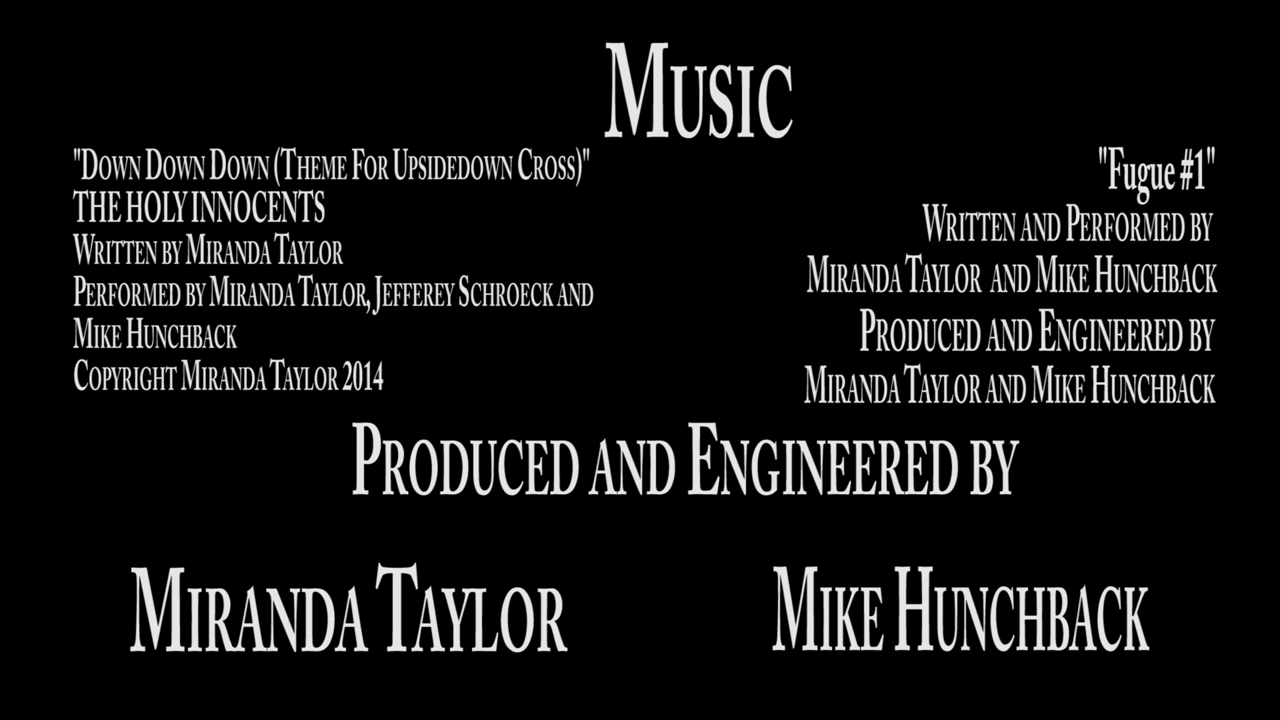 Music
"Down Down Down (Theme For Upsidedown Cross)"
THE HOLY INNOCENTS
Written by Miranda Taylor
Performed by Miranda Taylor, Jefferey Schroeck and
Mike Hunchback
Copyright Miranda Taylor 2014
"Fugue #1"
Written and Performed by
Miranda Taylor and Mike Hunchback
Produced and Engineered by
Miranda Taylor and Mike Hunchback
Produced and Engineered by
Miranda Taylor
Mike Hunchback